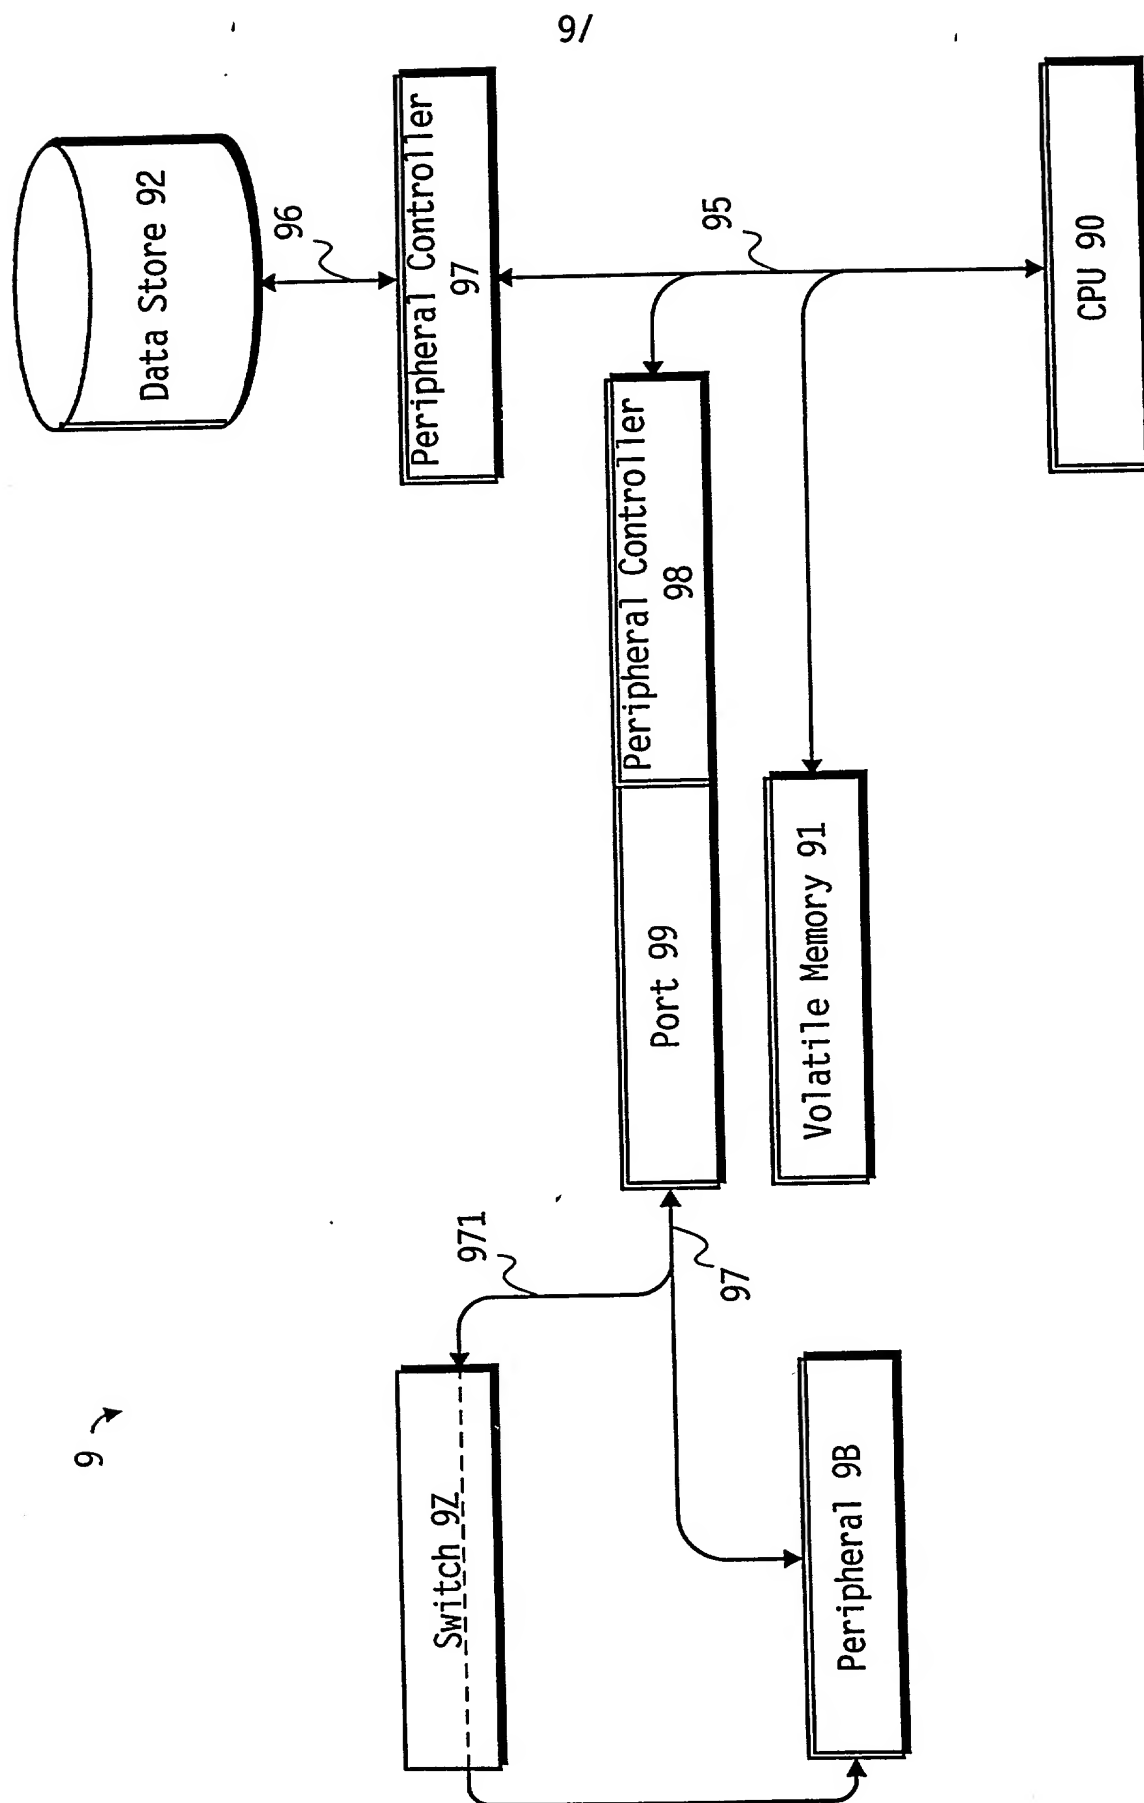 9/
9
Switch 9Z
971
97
Peripheral 9B
Port 99
Peripheral Controller
98
Volatile Memory 91
Data Store 92
96
Peripheral Controller
97
95
CPU 90